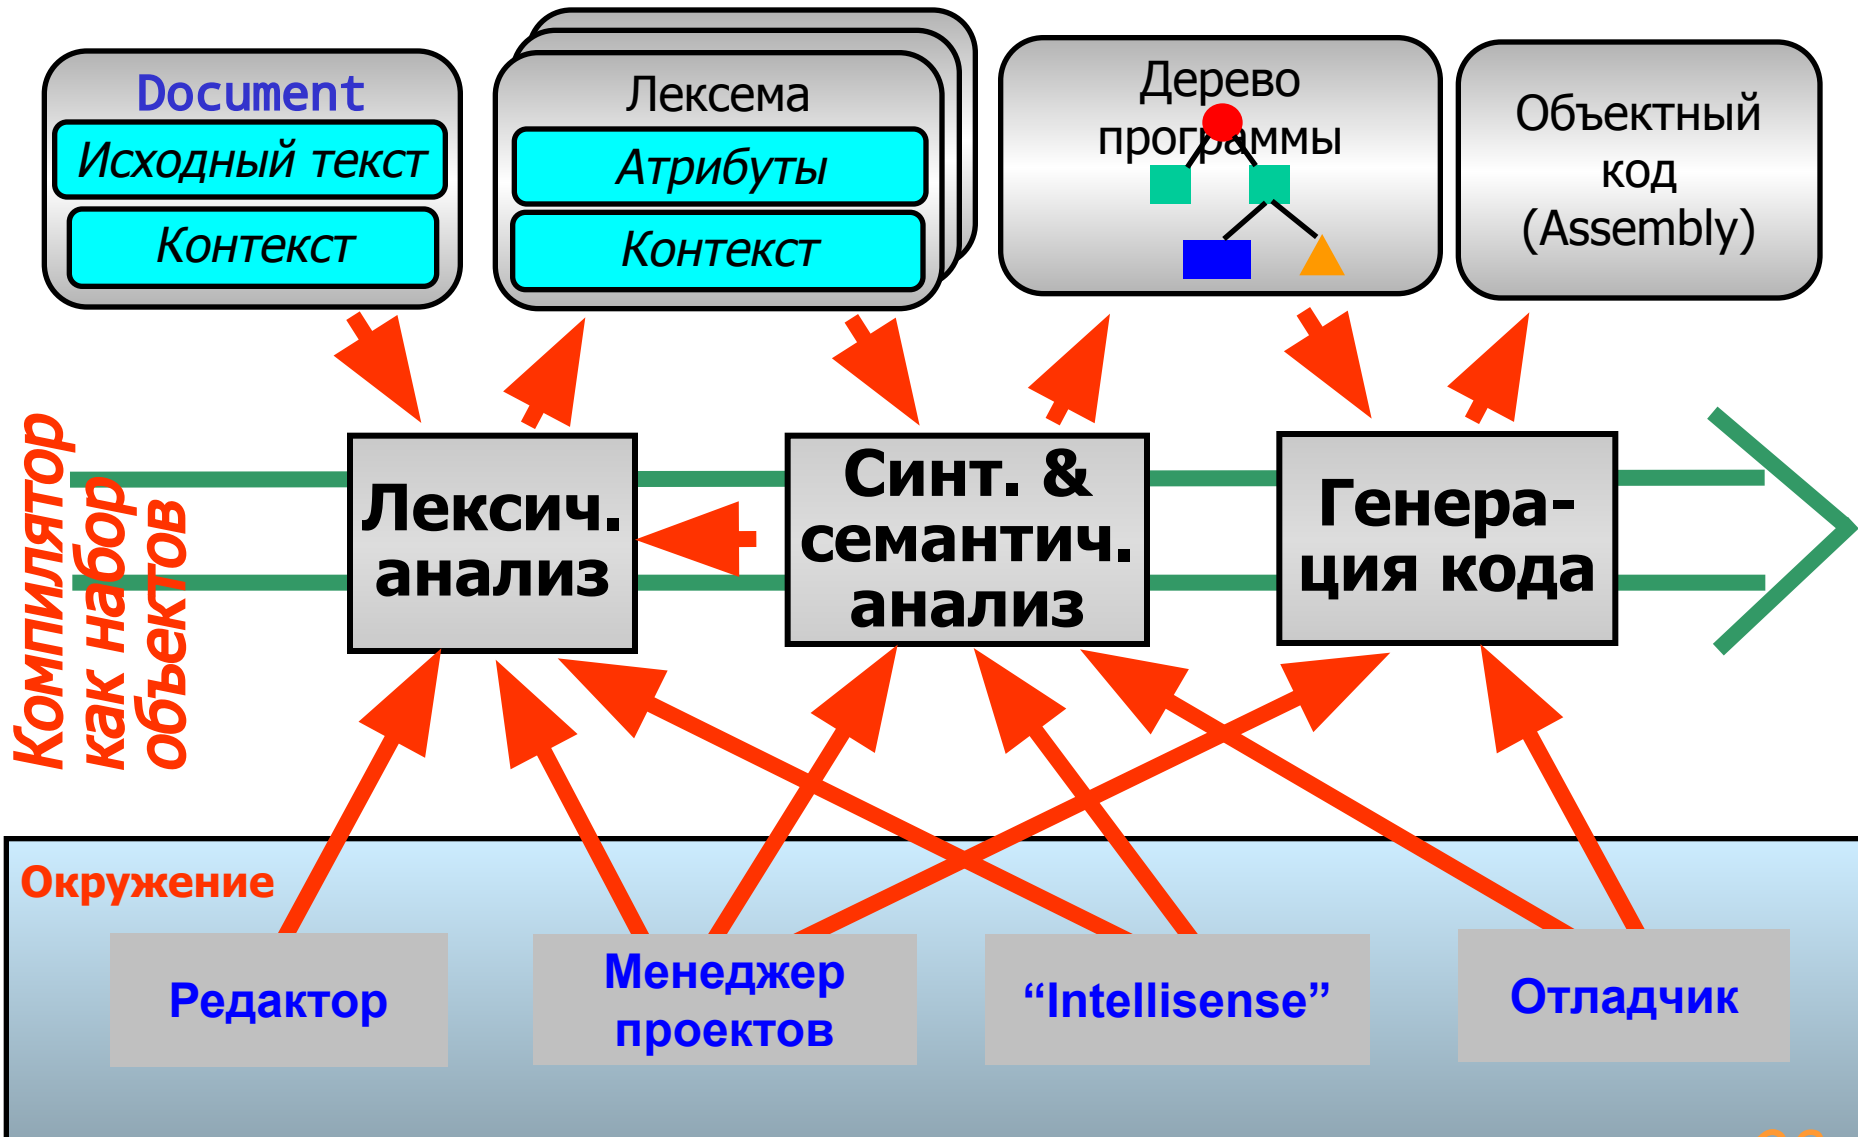 Document
Исходный текст
Контекст
Лексема
Атрибуты
Контекст
Дерево
программы
Объектный
код
(Assembly)
Компилятор
как набор
объектов
Лексич.
анализ
Синт. &
семантич.
анализ
Генера-
ция кода
Окружение
Редактор
Менеджер
проектов
“Intellisense”
Отладчик